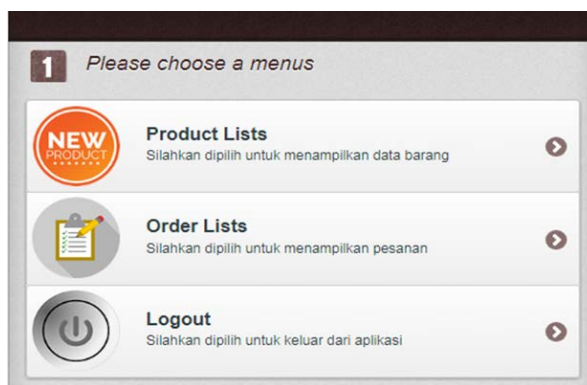 1 Please choose a menus
NEW
PRODUCT
Product Lists
Silahkan dipilih untuk menampilkan data barang
Order Lists
Silahkan dipilih untuk menampilkan pesanan
Logout
Silahkan dipilih untuk keluar dari aplikasi